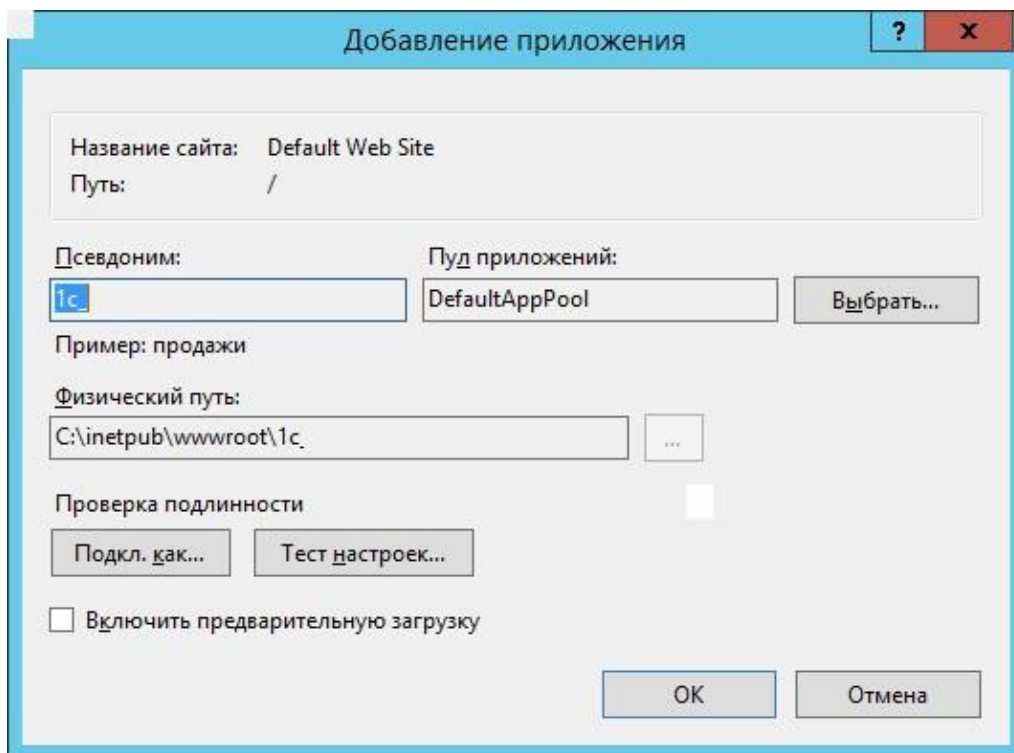 Добавление приложения
? x
Название сайта: Default Web Site
Путь: /
Псевдоним: Пул приложений:
1c_ DefaultAppPool Выбрать...
Пример: продажи
Физический путь:
C:\inetpub\wwwroot\1c_ ...
Проверка подлинности
Подкл. как... Тест настроек...
Включить предварительную загрузку
ОК Отмена